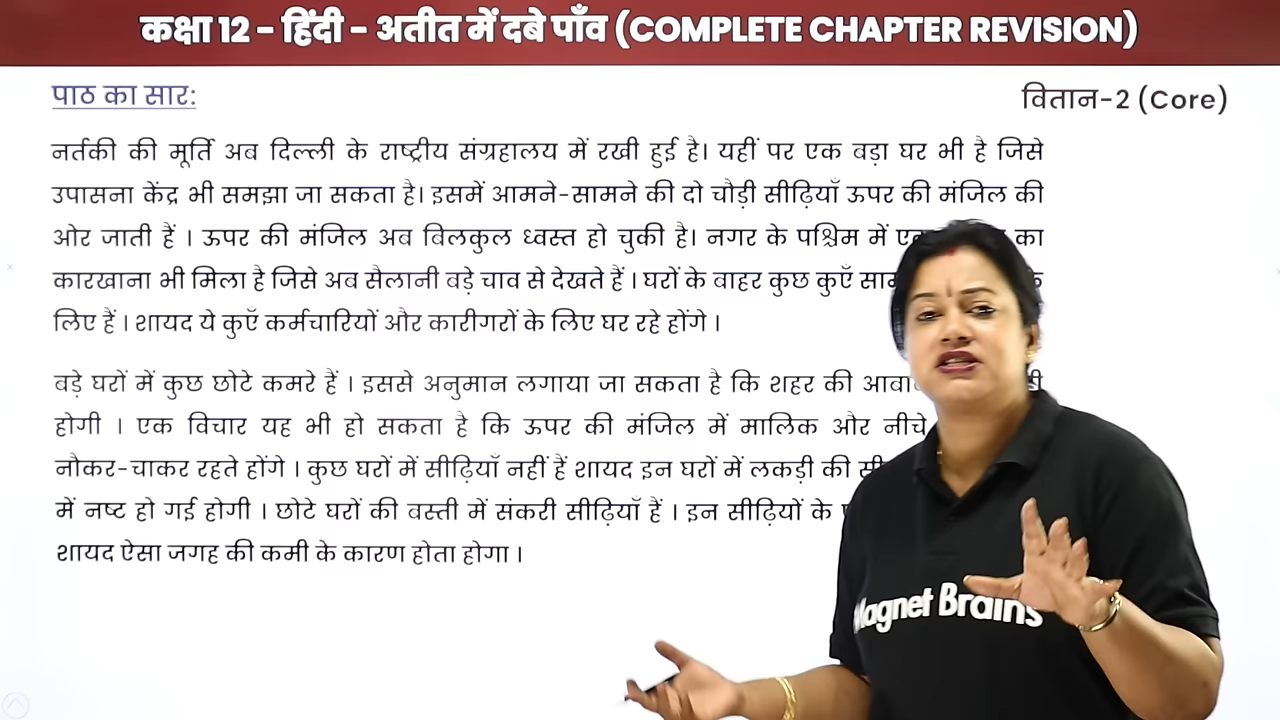 कक्षा 12 - हिंदी - अतीत में दबे पाँव (COMPLETE CHAPTER REVISION)
पाठ का सार:
वितान-2 (Core)
नर्तकी की मूर्ति अब दिल्ली के राष्ट्रीय संग्रहालय में रखी हुई है। यहीं पर एक बड़ा घर भी है जिसे
उपासना केंद्र भी समझा जा सकता है। इसमें आमने-सामने की दो चौड़ी सीढ़ियाँ ऊपर की मंजिल की
ओर जाती हैं । ऊपर की मंजिल अब बिलकुल ध्वस्त हो चुकी है। नगर के पश्चिम में का
कारखाना भी मिला है जिसे अब सैलानी बड़े चाव से देखते हैं । घरों के बाहर कुछ कुएँ
लिए हैं । शायद ये कुएँ कर्मचारियों और कारीगरों के लिए घर रहे होंगे ।
बड़े घरों में कुछ छोटे कमरे हैं । इससे अनुमान लगाया जा सकता है कि शहर की
होगी । एक विचार यह भी हो सकता है कि ऊपर की मंजिल में मालिक और नीचे
नौकर-चाकर रहते होंगे । कुछ घरों में सीढ़ियाँ नहीं हैं शायद इन घरों में लकड़ी की
में नष्ट हो गई होगी । छोटे घरों की बस्ती में संकरी सीढ़ियाँ हैं । इन सीढ़ियों के
शायद ऐसा जगह की कमी के कारण होता होगा ।
Magnet Brains